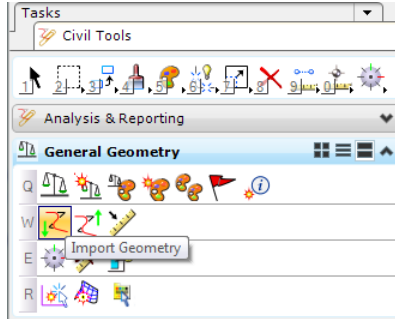 Tasks
Civil Tools
1 2 3 4 5 6 7 8 9 0
Analysis & Reporting
General Geometry
Q
W
Import Geometry
E
R